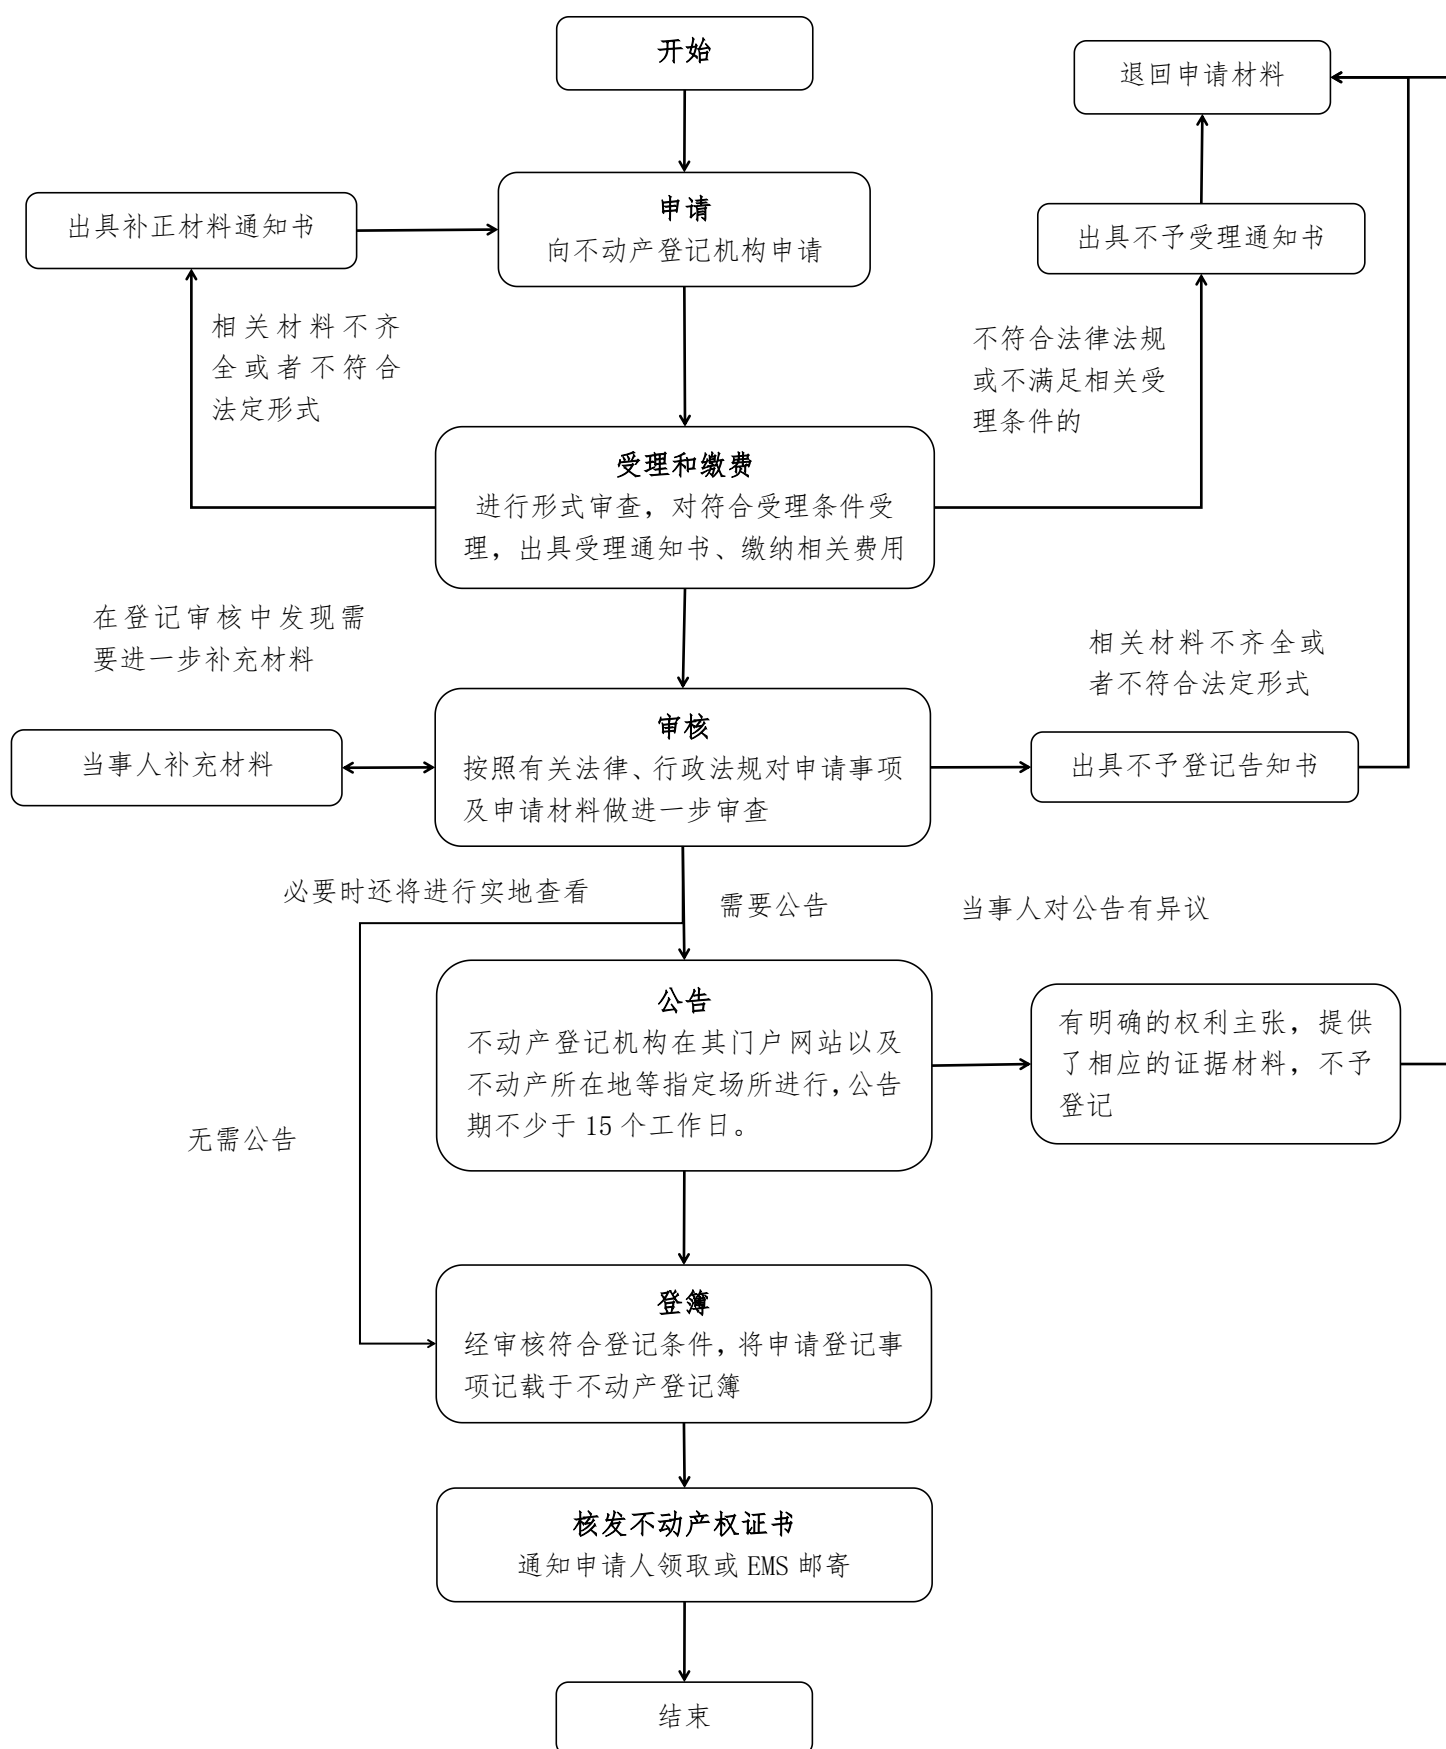 开始
退回申请材料
申请
向不动产登记机构申请
出具补正材料通知书
出具不予受理通知书
相关材料不齐
全或者不符合
法定形式
不符合法律法规
或不满足相关受
理条件的
受理和缴费
进行形式审查，对符合受理条件受
理，出具受理通知书、缴纳相关费用
在登记审核中发现需
要进一步补充材料
相关材料不齐全或
者不符合法定形式
当事人补充材料
审核
按照有关法律、行政法规对申请事项
及申请材料做进一步审查
出具不予登记告知书
必要时还将进行实地查看
需要公告
当事人对公告有异议
公告
不动产登记机构在其门户网站以及
不动产所在地等指定场所进行，公告
期不少于 15 个工作日。
有明确的权利主张，提供
了相应的证据材料，不予
登记
无需公告
登簿
经审核符合登记条件，将申请登记事
项记载于不动产登记簿
核发不动产权证书
通知申请人领取或 EMS 邮寄
结束